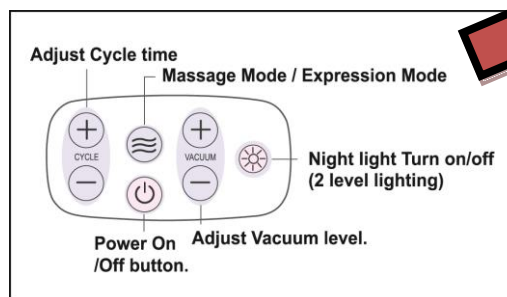 Adjust Cycle time
Massage Mode / Expression Mode
CYCLE
VACUUM
Night light Turn on/off
(2 level lighting)
Power On
/Off button.
Adjust Vacuum level.